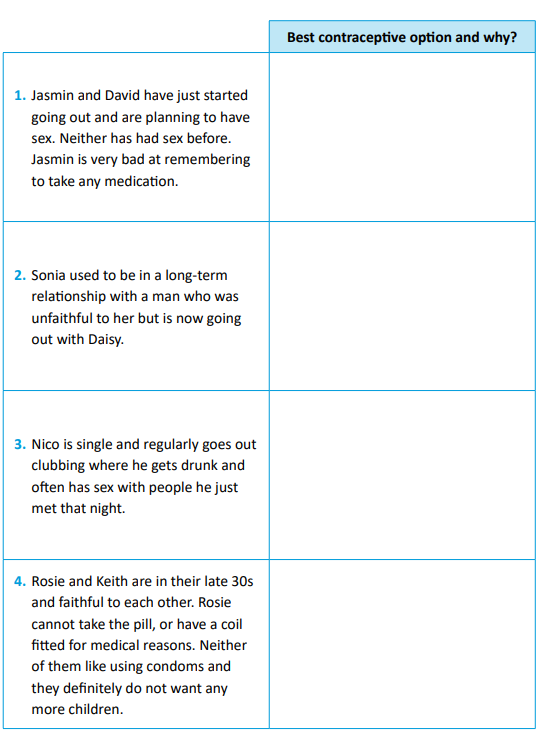 Best contraceptive option and why?
1. Jasmin and David have just started
going out and are planning to have
sex. Neither has had sex before.
Jasmin is very bad at remembering
to take any medication.
2. Sonia used to be in a long-term
relationship with a man who was
unfaithful to her but is now going
out with Daisy.
3. Nico is single and regularly goes out
clubbing where he gets drunk and
often has sex with people he just
met that night.
4. Rosie and Keith are in their late 30s
and faithful to each other. Rosie
cannot take the pill, or have a coil
fitted for medical reasons. Neither
of them like using condoms and
they definitely do not want any
more children.